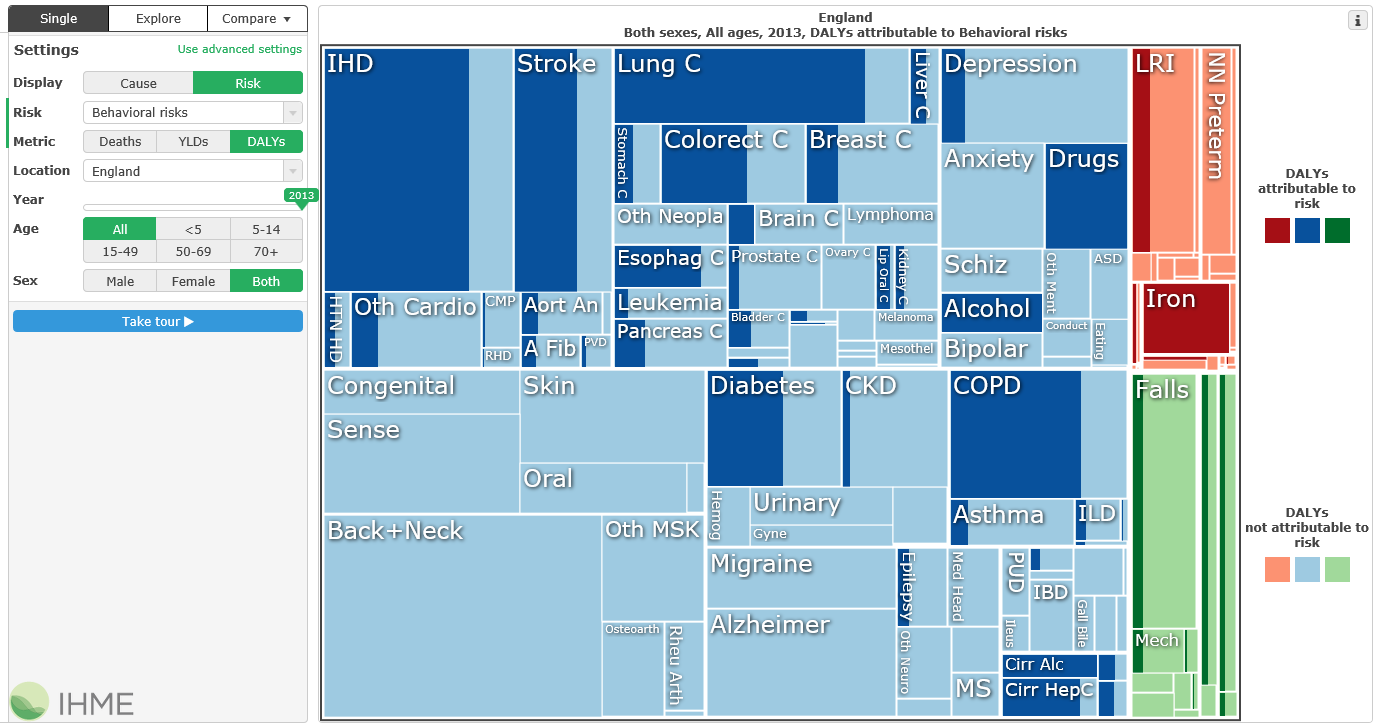 Single
Explore
Compare
Settings
Use advanced settings
Display
Cause
Risk
Risk
Behavioral risks
Metric
Deaths
YLDs
DALYs
Location
England
Year
2013
Age
All
<5
5-14
15-49
50-69
70+
Sex
Male
Female
Both
Take tour
IHME
England
Both sexes, All ages, 2013, DALYs attributable to Behavioral risks
i
IHD
Stroke
HTN HD
Oth Cardio
CMP
RHD
Aort An
A Fib
PVD
Lung C
Liver C
Stomach C
Colorect C
Breast C
Oth Neopla
Brain C
Lymphoma
Esophag C
Prostate C
Ovary C
Lip Oral C
Kidney C
Leukemia
Pancreas C
Bladder C
Melanoma
Mesothel
Depression
Anxiety
Drugs
Schiz
Oth Ment
ASD
Alcohol
Bipolar
Conduct
Eating
LRI
NN Preterm
Iron
Congenital
Skin
Sense
Oral
Back+Neck
Oth MSK
Osteoarth
Rheu Arth
Diabetes
CKD
Hemog
Urinary
Gyne
COPD
Asthma
ILD
Migraine
Alzheimer
Epilepsy
Med Head
Oth Neuro
MS
PUD
Ileus
IBD
Gall Bile
Cirr Alc
Cirr HepC
Falls
Mech
DALYs
attributable to
risk
DALYs
not attributable to
risk